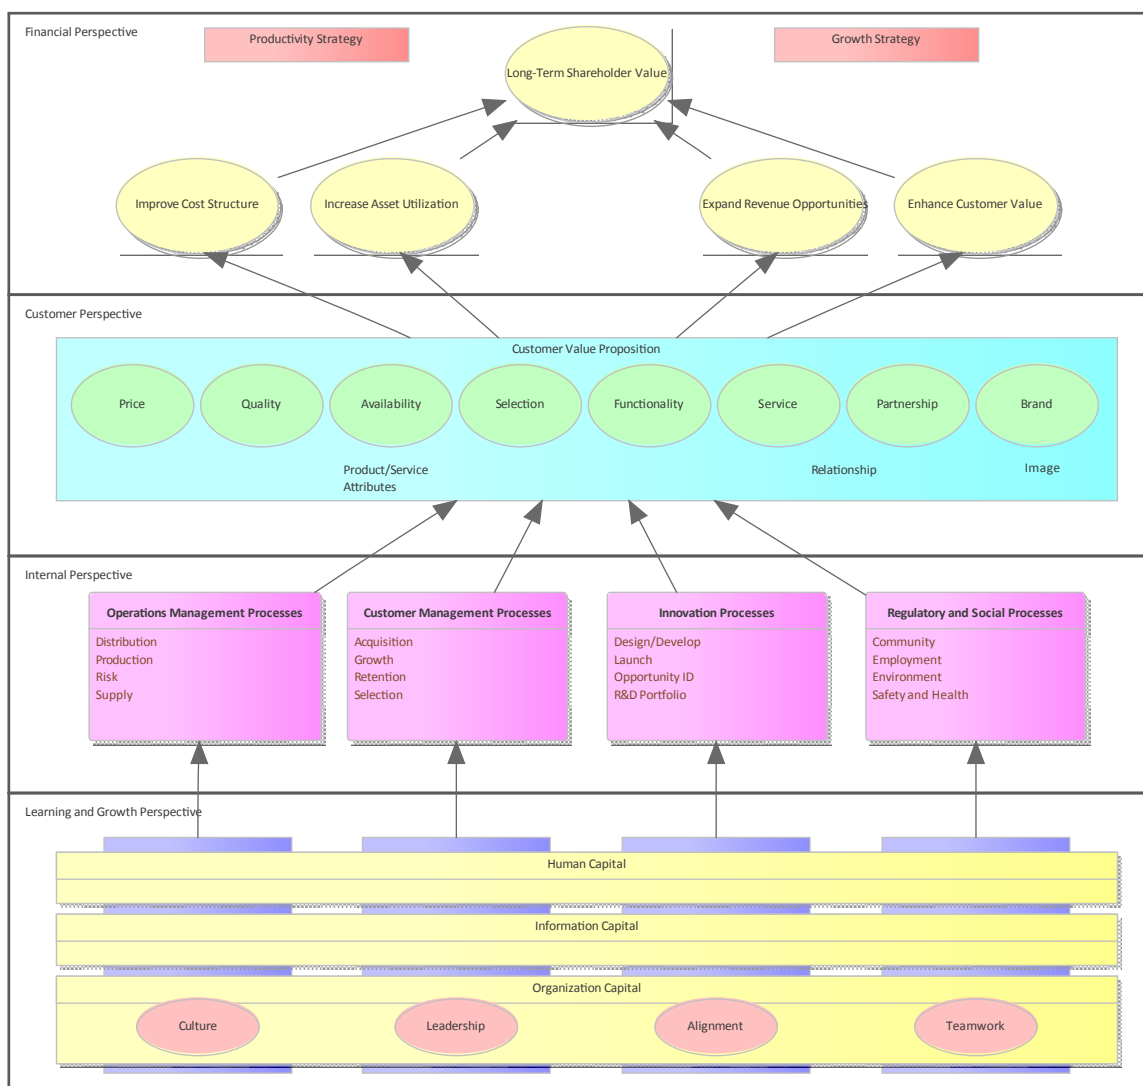 Financial Perspective
Productivity Strategy
Growth Strategy
Long-Term Shareholder Value
Improve Cost Structure
Increase Asset Utilization
Expand Revenue Opportunities
Enhance Customer Value
Customer Perspective
Customer Value Proposition
Price
Quality
Availability
Selection
Functionality
Service
Partnership
Brand
Product/Service
Attributes
Relationship
Image
Internal Perspective
Operations Management Processes
Distribution
Production
Risk
Supply
Customer Management Processes
Acquisition
Growth
Retention
Selection
Innovation Processes
Design/Develop
Launch
Opportunity ID
R&D Portfolio
Regulatory and Social Processes
Community
Employment
Environment
Safety and Health
Learning and Growth Perspective
Human Capital
Information Capital
Organization Capital
Culture
Leadership
Alignment
Teamwork